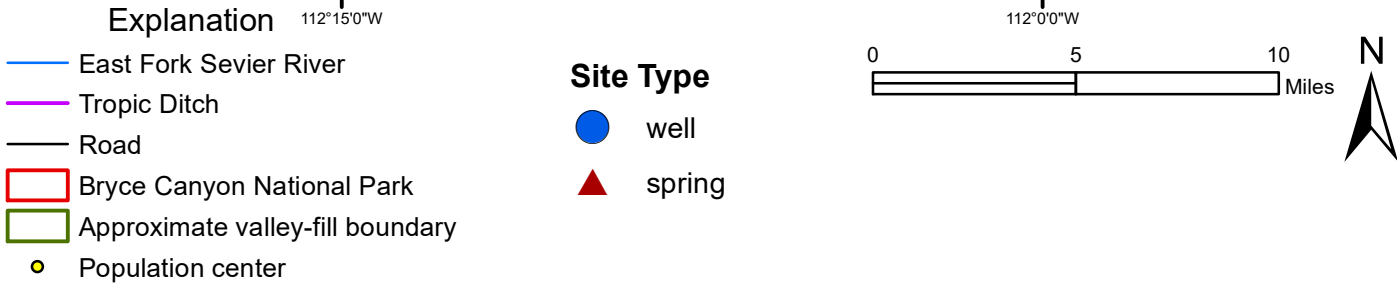 Explanation
112°15'0"W
112°0'0"W
East Fork Sevier River
Tropic Ditch
Road
Bryce Canyon National Park
Approximate valley-fill boundary
Population center
Site Type
well
spring
0 5 10
Miles
N